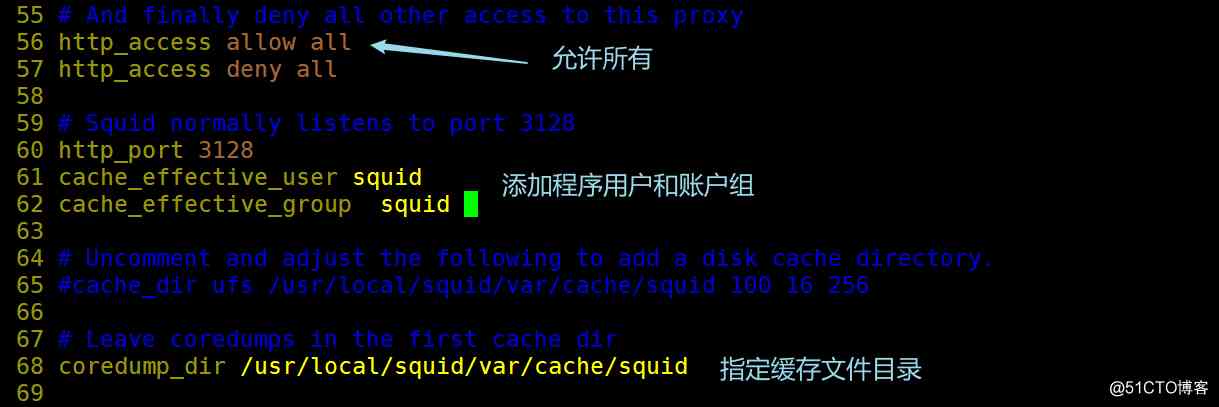 55 # And finally deny all other access to this proxy
56 http_access allow all 允许所有
57 http_access deny all
58
59 # Squid normally listens to port 3128
60 http_port 3128
61 cache_effective_user squid 添加程序用户和账户组
62 cache_effective_group  squid
63
64 # Uncomment and adjust the following to add a disk cache directory.
65 #cache_dir ufs /usr/local/squid/var/cache/squid 100 16 256
66
67 # Leave coredumps in the first cache dir
68 coredump_dir /usr/local/squid/var/cache/squid 指定缓存文件目录
69
@51CTO博客